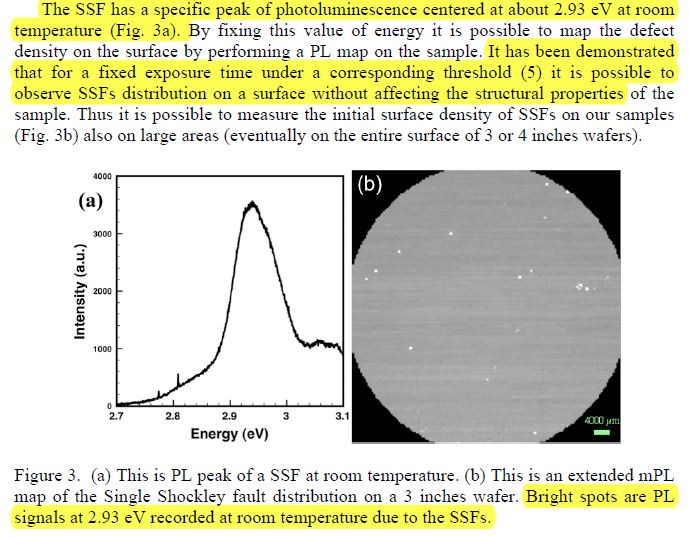 The SSF has a specific peak of photoluminescence centered at about 2.93 eV at room
temperature (Fig. 3a). By fixing this value of energy it is possible to map the defect
density on the surface by performing a PL map on the sample. It has been demonstrated
that for a fixed exposure time under a corresponding threshold (5) it is possible to
observe SSFs distribution on a surface without affecting the structural properties of the
sample. Thus it is possible to measure the initial surface density of SSFs on our samples
(Fig. 3b) also on large areas (eventually on the entire surface of 3 or 4 inches wafers).
(a)
Intensity (a.u.)
4000
3000
2000
1000
0
2.7 2.8 2.9 3 3.1
Energy (eV)
(b)
4000 µm
Figure 3. (a) This is PL peak of a SSF at room temperature. (b) This is an extended mPL
map of the Single Shockley fault distribution on a 3 inches wafer. Bright spots are PL
signals at 2.93 eV recorded at room temperature due to the SSFs.